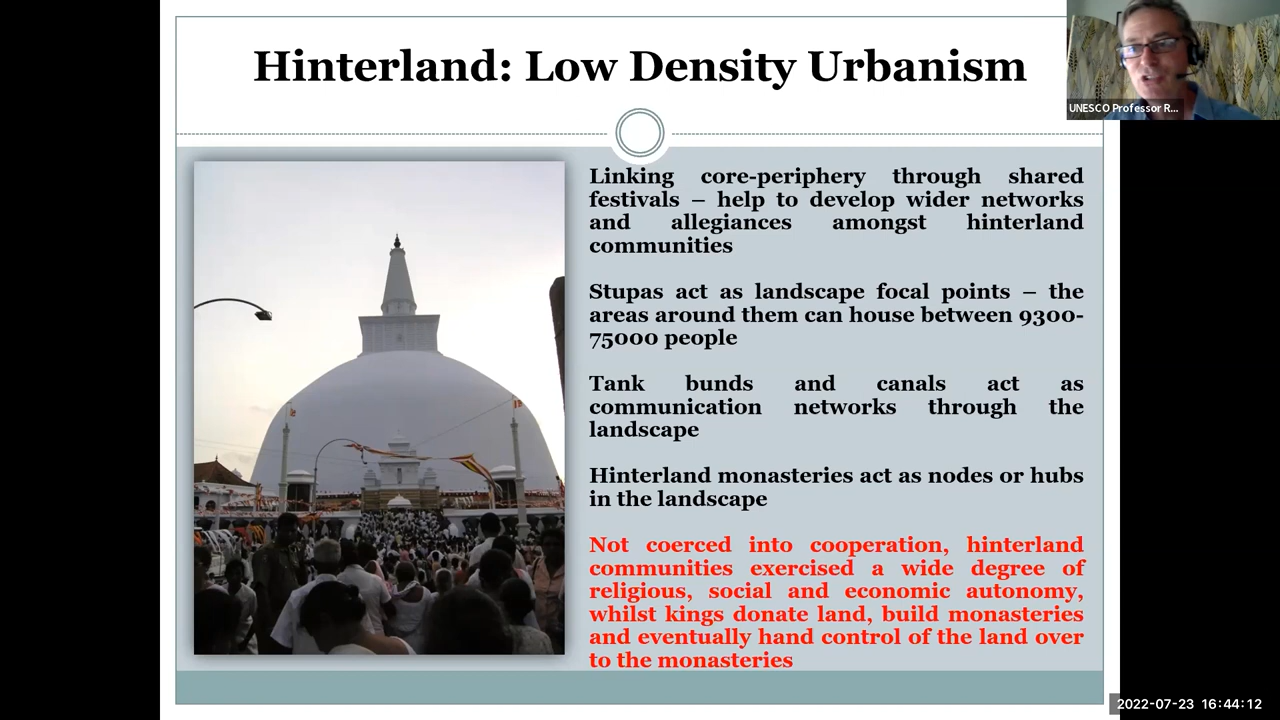 Hinterland: Low Density Urbanism
UNESCO Professor R...
Linking core-periphery through shared
festivals – help to develop wider networks
and allegiances amongst hinterland
communities
Stupas act as landscape focal points – the
areas around them can house between 9300-
75000 people
Tank bunds and canals act as
communication networks through the
landscape
Hinterland monasteries act as nodes or hubs
in the landscape
Not coerced into cooperation, hinterland
communities exercised a wide degree of
religious, social and economic autonomy,
whilst kings donate land, build monasteries
and eventually hand control of the land over
to the monasteries
2022-07-23 16:44:12